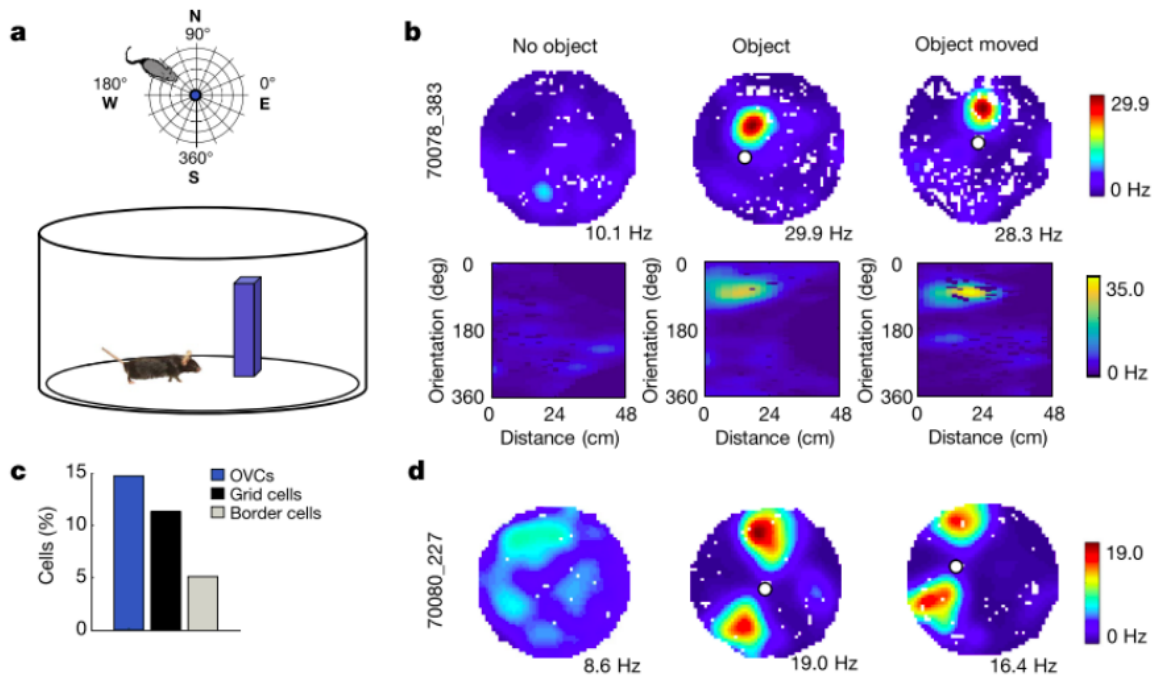 a
N
90°
180°
W
0°
E
360°
S
b
No object
Object
Object moved
70078_383
10.1 Hz
29.9 Hz
28.3 Hz
29.9
0 Hz
Orientation (deg)
0
180
360
0
24
48
Distance (cm)
Orientation (deg)
0
180
360
0
24
48
Distance (cm)
Orientation (deg)
0
180
360
0
24
48
Distance (cm)
35.0
0 Hz
c
Cells (%)
15
10
5
0
OVCs
Grid cells
Border cells
d
70080_227
8.6 Hz
19.0 Hz
16.4 Hz
19.0
0 Hz